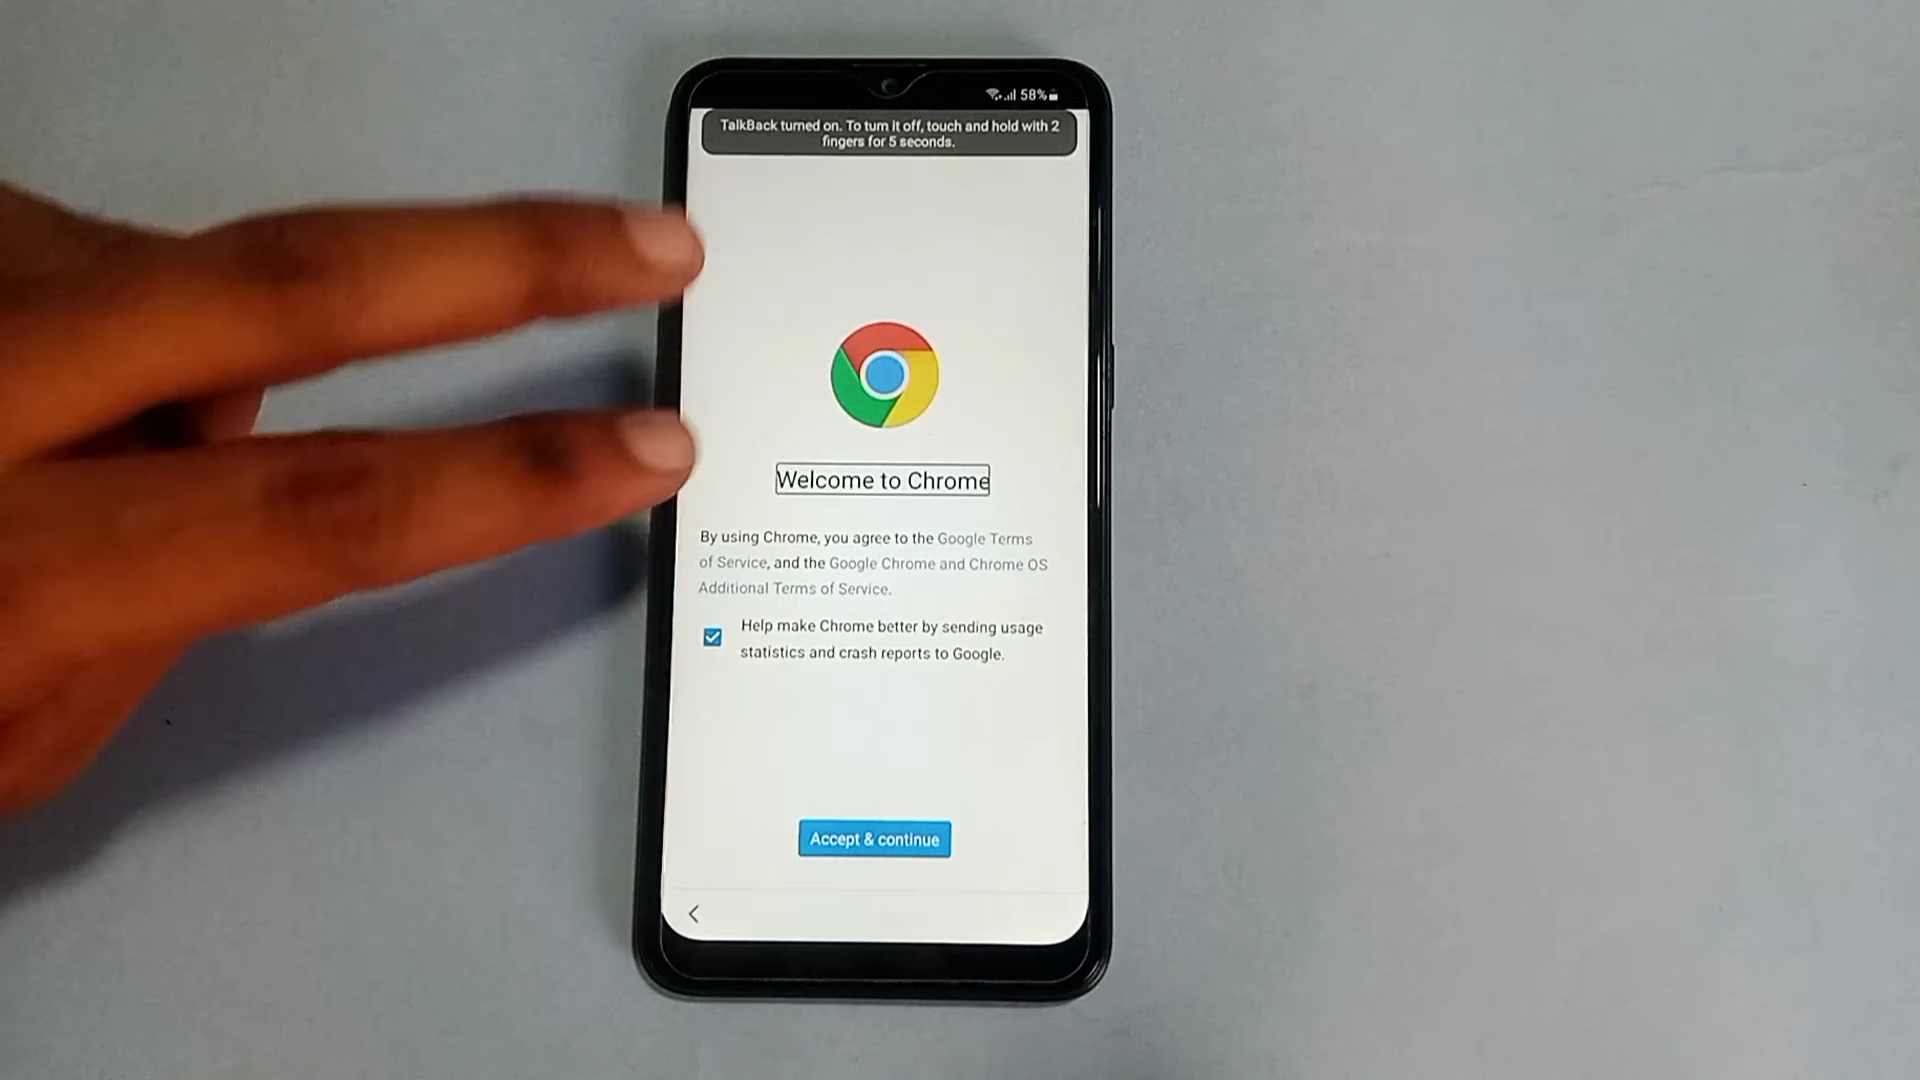 58%
TalkBack turned on. To turn it off, touch and hold with 2
fingers for 5 seconds.
Welcome to Chrome
By using Chrome, you agree to the Google Terms
of Service, and the Google Chrome and Chrome OS
Additional Terms of Service.
Help make Chrome better by sending usage
statistics and crash reports to Google.
Accept & continue